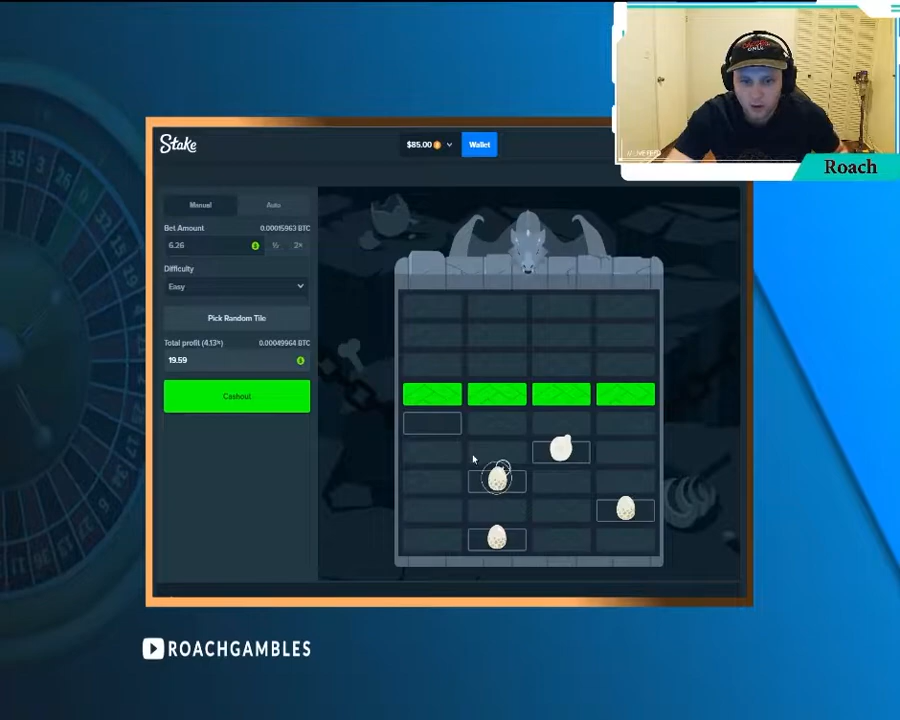 Stake
$85.00
Wallet
Roach
Manual
Auto
Bet Amount
0.00015963 BTC
6.26
½
2×
Difficulty
Easy
Pick Random Tile
Total profit (4.13×)
0.00049964 BTC
19.59
Cashout
ROACHGAMBLES